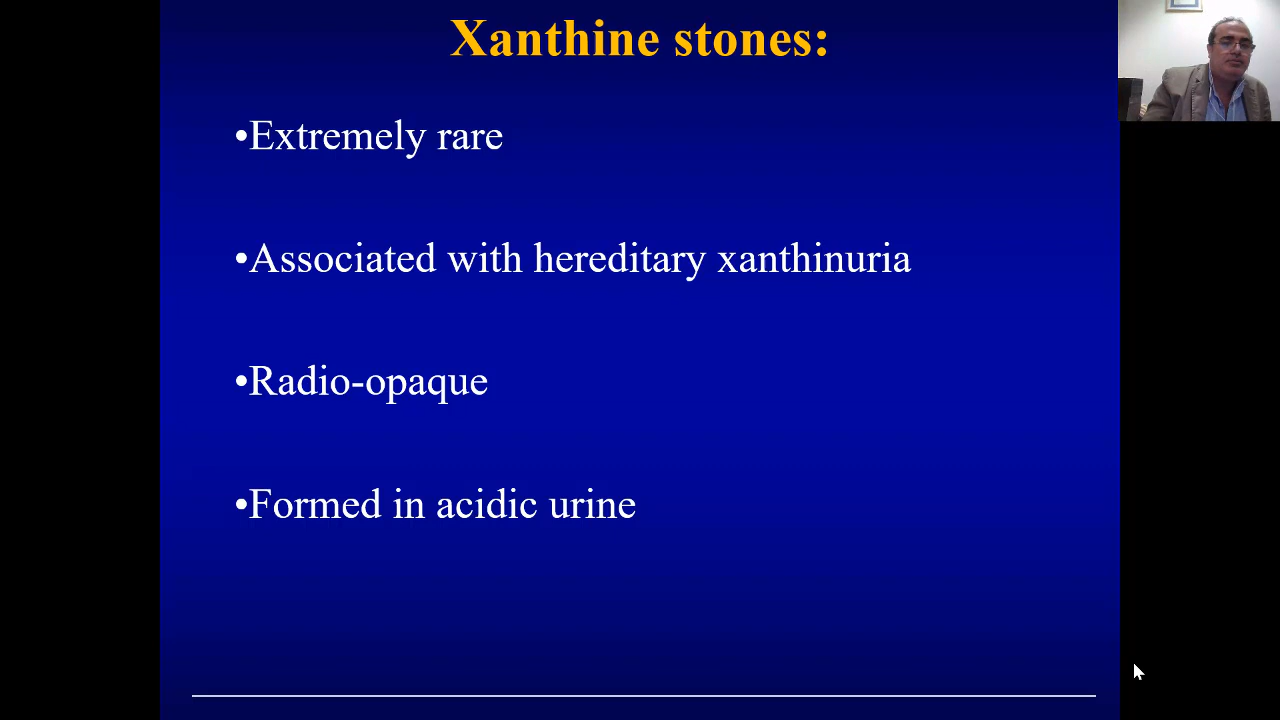 Xanthine stones:
•Extremely rare
•Associated with hereditary xanthinuria
•Radio-opaque
•Formed in acidic urine